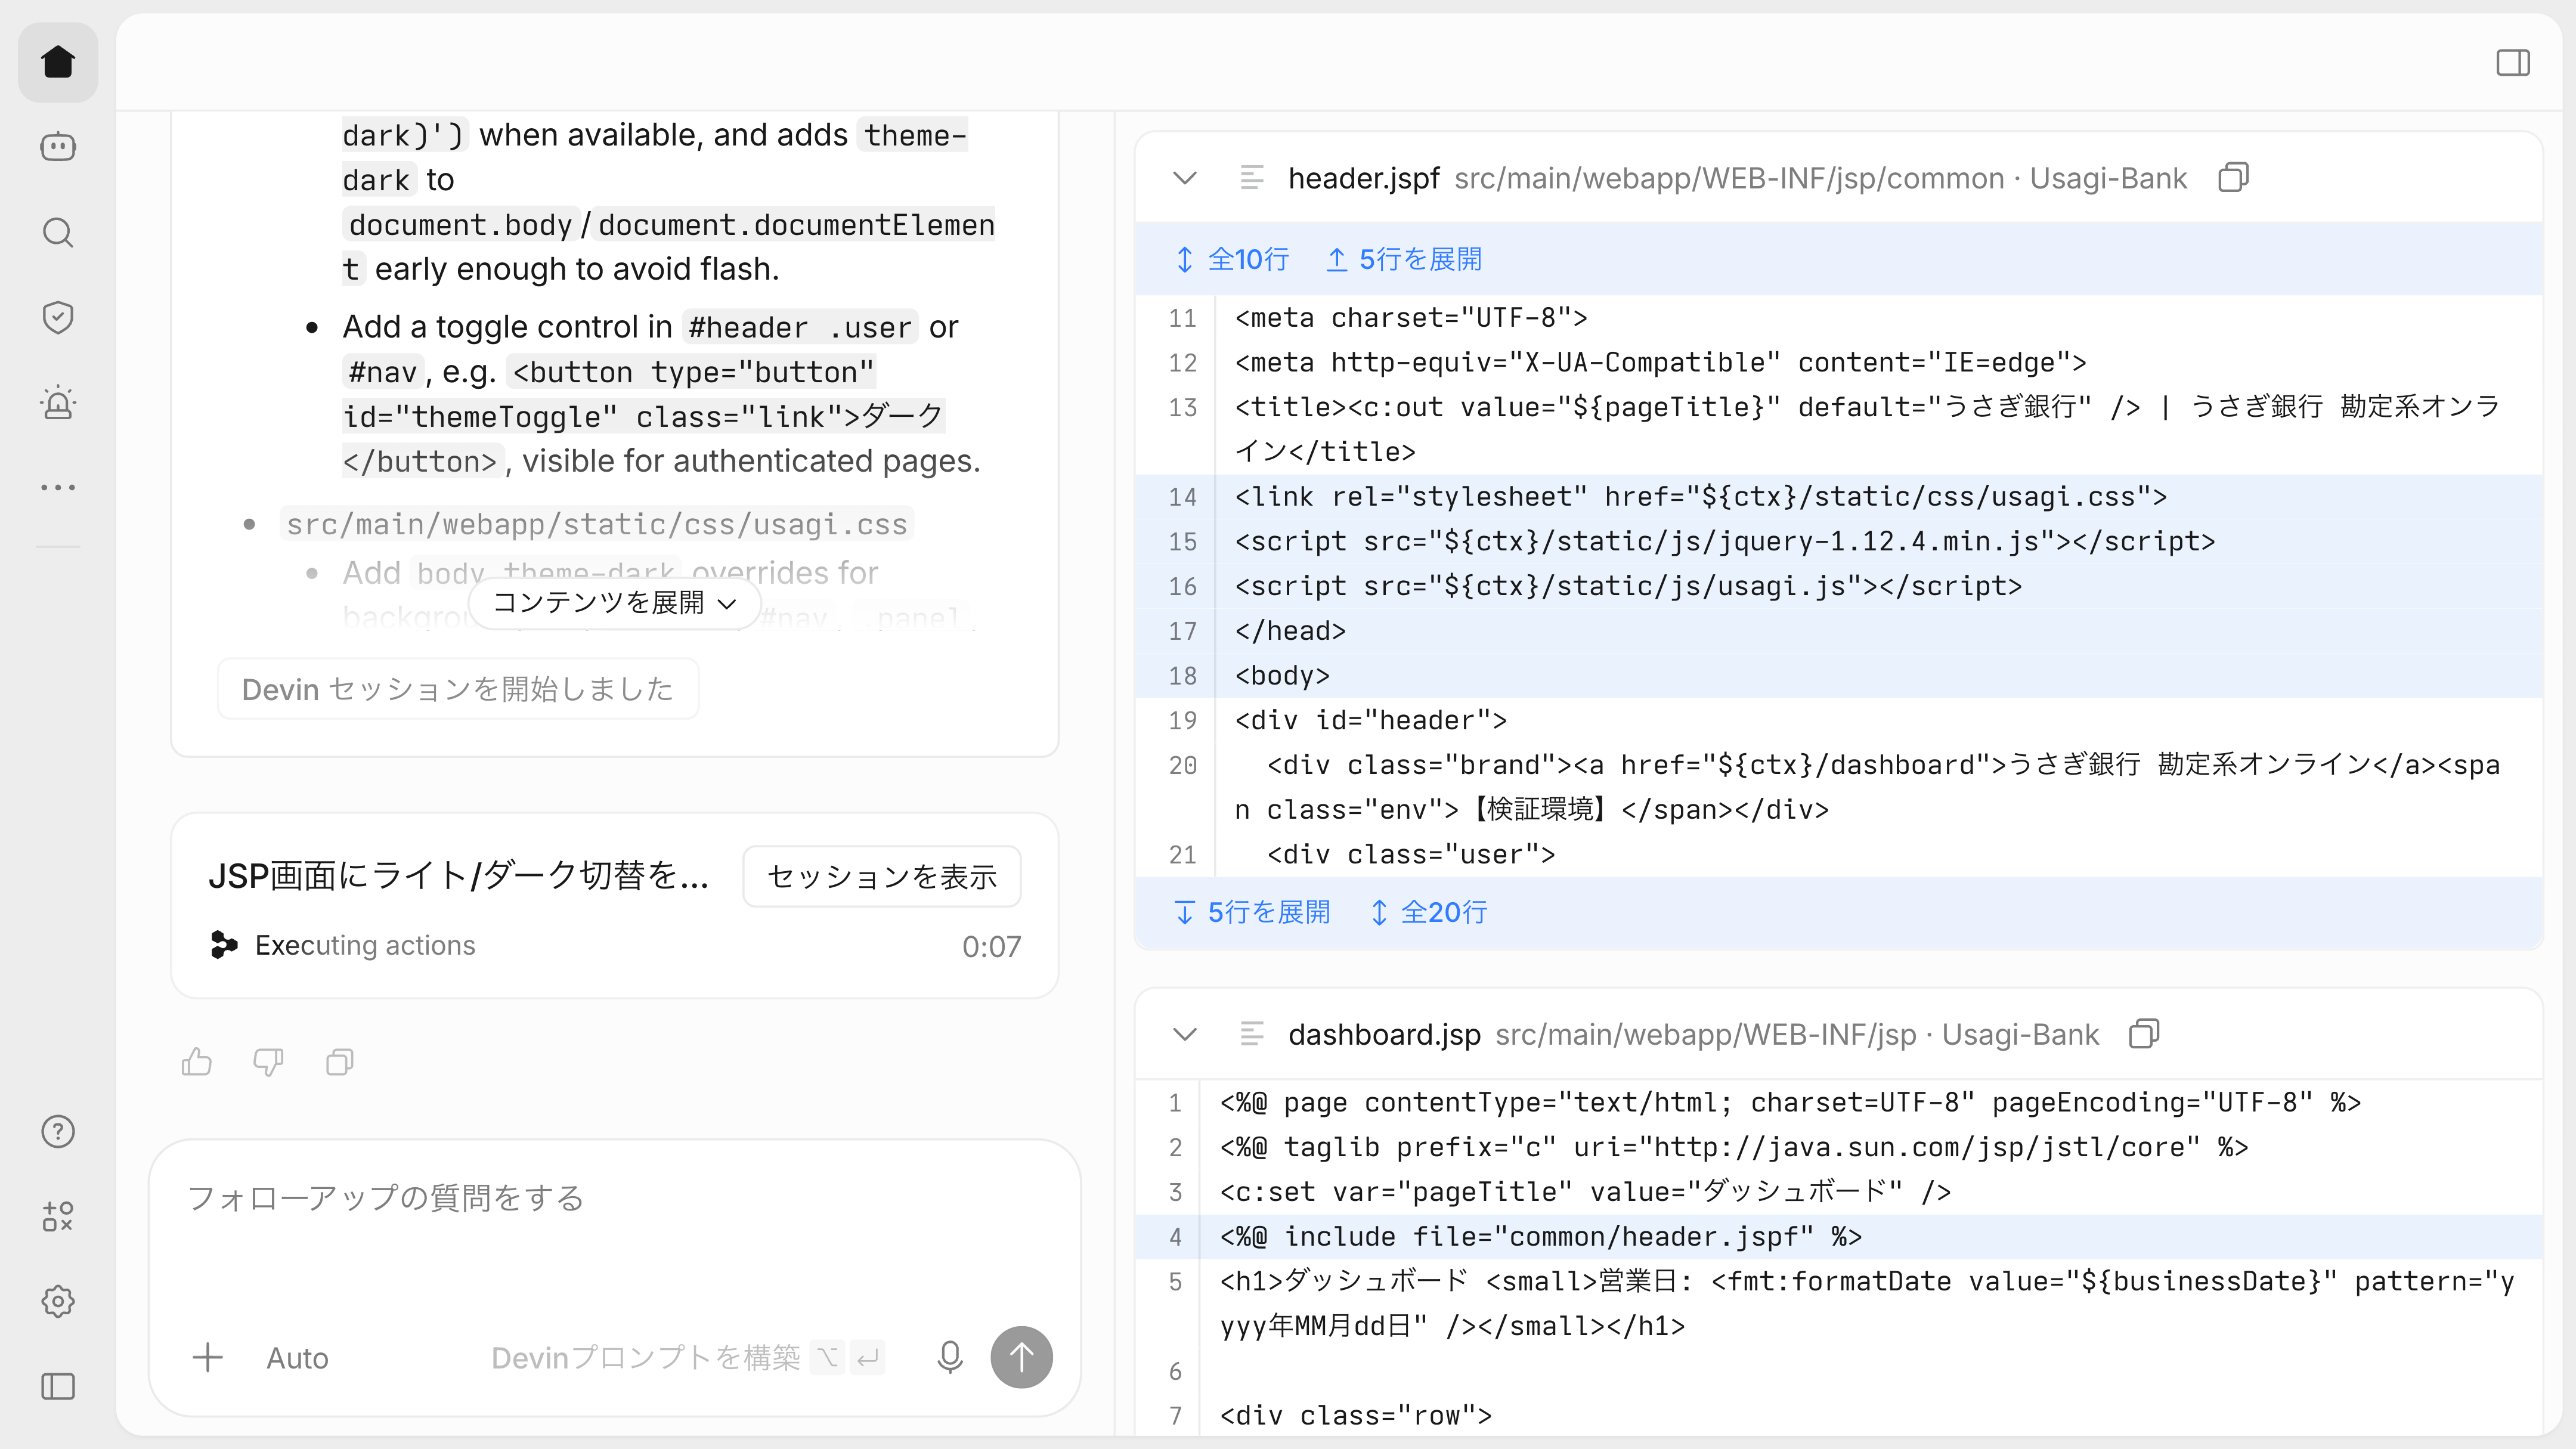 dark)') when available, and adds theme-
dark to
document.body/document.documentElemen
t early enough to avoid flash.
Add a toggle control in #header .user or
#nav, e.g. <button type="button"
id="themeToggle" class="link">ダーク
</button>, visible for authenticated pages.
src/main/webapp/static/css/usagi.css
Add body.theme-dark overrides for
コンテンツを展開
#nav, .panel,
Devin セッションを開始しました
JSP画面にライト/ダーク切替を...
セッションを表示
Executing actions
0:07
フォローアップの質問をする
Auto
Devinプロンプトを構築 ⌥ ↵
header.jspf src/main/webapp/WEB-INF/jsp/common · Usagi-Bank
全10行 5行を展開
11 <meta charset="UTF-8">
12 <meta http-equiv="X-UA-Compatible" content="IE=edge">
13 <title><c:out value="${pageTitle}" default="うさぎ銀行" /> | うさぎ銀行 勘定系オンラ
イン</title>
14 <link rel="stylesheet" href="${ctx}/static/css/usagi.css">
15 <script src="${ctx}/static/js/jquery-1.12.4.min.js"></script>
16 <script src="${ctx}/static/js/usagi.js"></script>
17 </head>
18 <body>
19 <div id="header">
20 <div class="brand"><a href="${ctx}/dashboard">うさぎ銀行 勘定系オンライン</a><spa
n class="env">【検証環境】</span></div>
21 <div class="user">
5行を展開 全20行
dashboard.jsp src/main/webapp/WEB-INF/jsp · Usagi-Bank
1 <%@ page contentType="text/html; charset=UTF-8" pageEncoding="UTF-8" %>
2 <%@ taglib prefix="c" uri="http://java.sun.com/jsp/jstl/core" %>
3 <c:set var="pageTitle" value="ダッシュボード" />
4 <%@ include file="common/header.jspf" %>
5 <h1>ダッシュボード <small>営業日: <fmt:formatDate value="${businessDate}" pattern="y
yyy年MM月dd日" /></small></h1>
6
7 <div class="row">